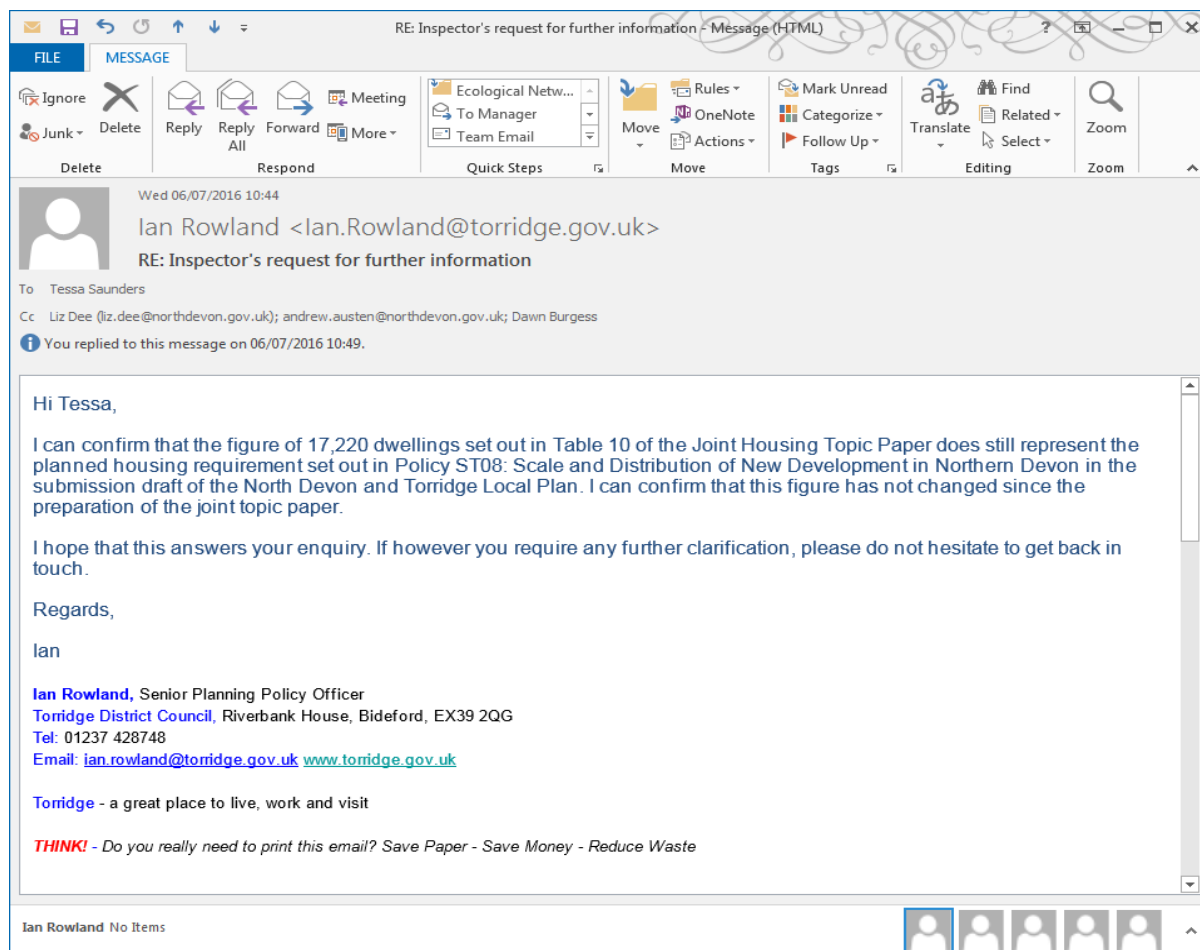 RE: Inspector's request for further information - Message (HTML)
?
FILE MESSAGE
Ignore
Junk
Delete
Reply
Reply All
Forward
Meeting
More
Ecological Netw...
To Manager
Team Email
Move
Rules
OneNote
Actions
Mark Unread
Categorize
Follow Up
Translate
Find
Related
Select
Zoom
Delete Respond Quick Steps Move Tags Editing Zoom
Wed 06/07/2016 10:44
Ian Rowland <Ian.Rowland@torridge.gov.uk>
RE: Inspector's request for further information
To Tessa Saunders
Cc Liz Dee (liz.dee@northdevon.gov.uk); andrew.austen@northdevon.gov.uk; Dawn Burgess
You replied to this message on 06/07/2016 10:49.
Hi Tessa,
I can confirm that the figure of 17,220 dwellings set out in Table 10 of the Joint Housing Topic Paper does still represent the
planned housing requirement set out in Policy ST08: Scale and Distribution of New Development in Northern Devon in the
submission draft of the North Devon and Torridge Local Plan. I can confirm that this figure has not changed since the
preparation of the joint topic paper.
I hope that this answers your enquiry. If however you require any further clarification, please do not hesitate to get back in
touch.
Regards,
Ian
Ian Rowland, Senior Planning Policy Officer
Torridge District Council, Riverbank House, Bideford, EX39 2QG
Tel: 01237 428748
Email: ian.rowland@torridge.gov.uk www.torridge.gov.uk
Torridge - a great place to live, work and visit
THINK! - Do you really need to print this email? Save Paper - Save Money - Reduce Waste
Ian Rowland No Items